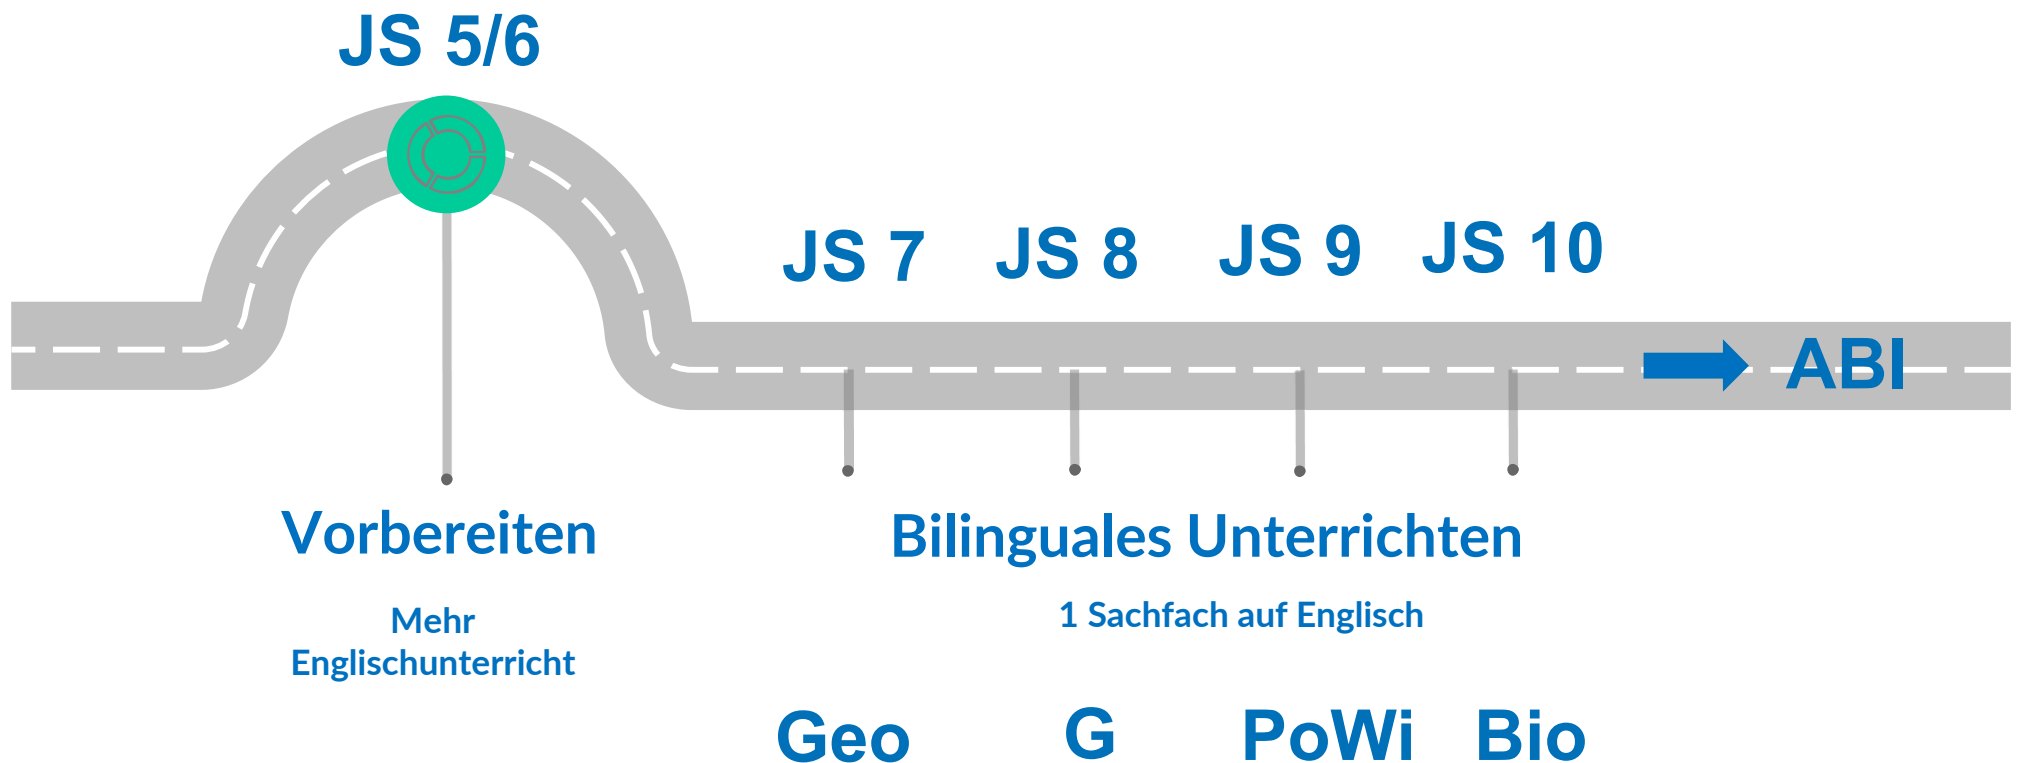 JS 5/6
JS 7 JS 8 JS 9 JS 10
ABI
Vorbereiten
Mehr
Englischunterricht
Bilinguales Unterrichten
1 Sachfach auf Englisch
Geo G PoWi Bio